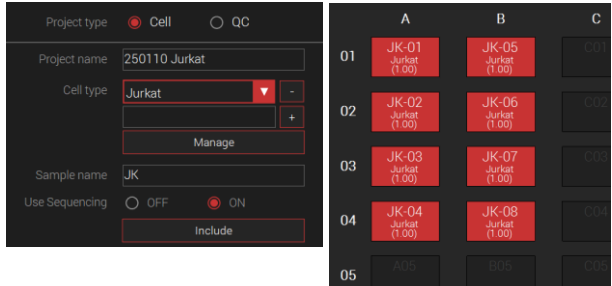 Project type Cell QC
Project name 250110 Jurkat
Cell type Jurkat ▼ -
+
Manage
Sample name JK
Use Sequencing OFF ON
Include
A B C
01 JK-01 JK-05 C01
Jurkat Jurkat
(1.00) (1.00)
02 JK-02 JK-06 C02
Jurkat Jurkat
(1.00) (1.00)
03 JK-03 JK-07 C03
Jurkat Jurkat
(1.00) (1.00)
04 JK-04 JK-08 C04
Jurkat Jurkat
(1.00) (1.00)
05 A05 B05 C05